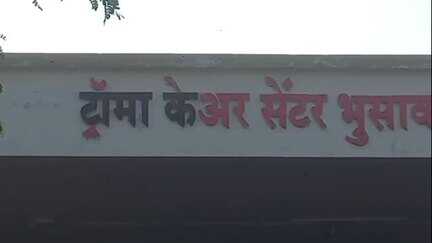 ट्रॉमा केअर सेंटर भुसाव